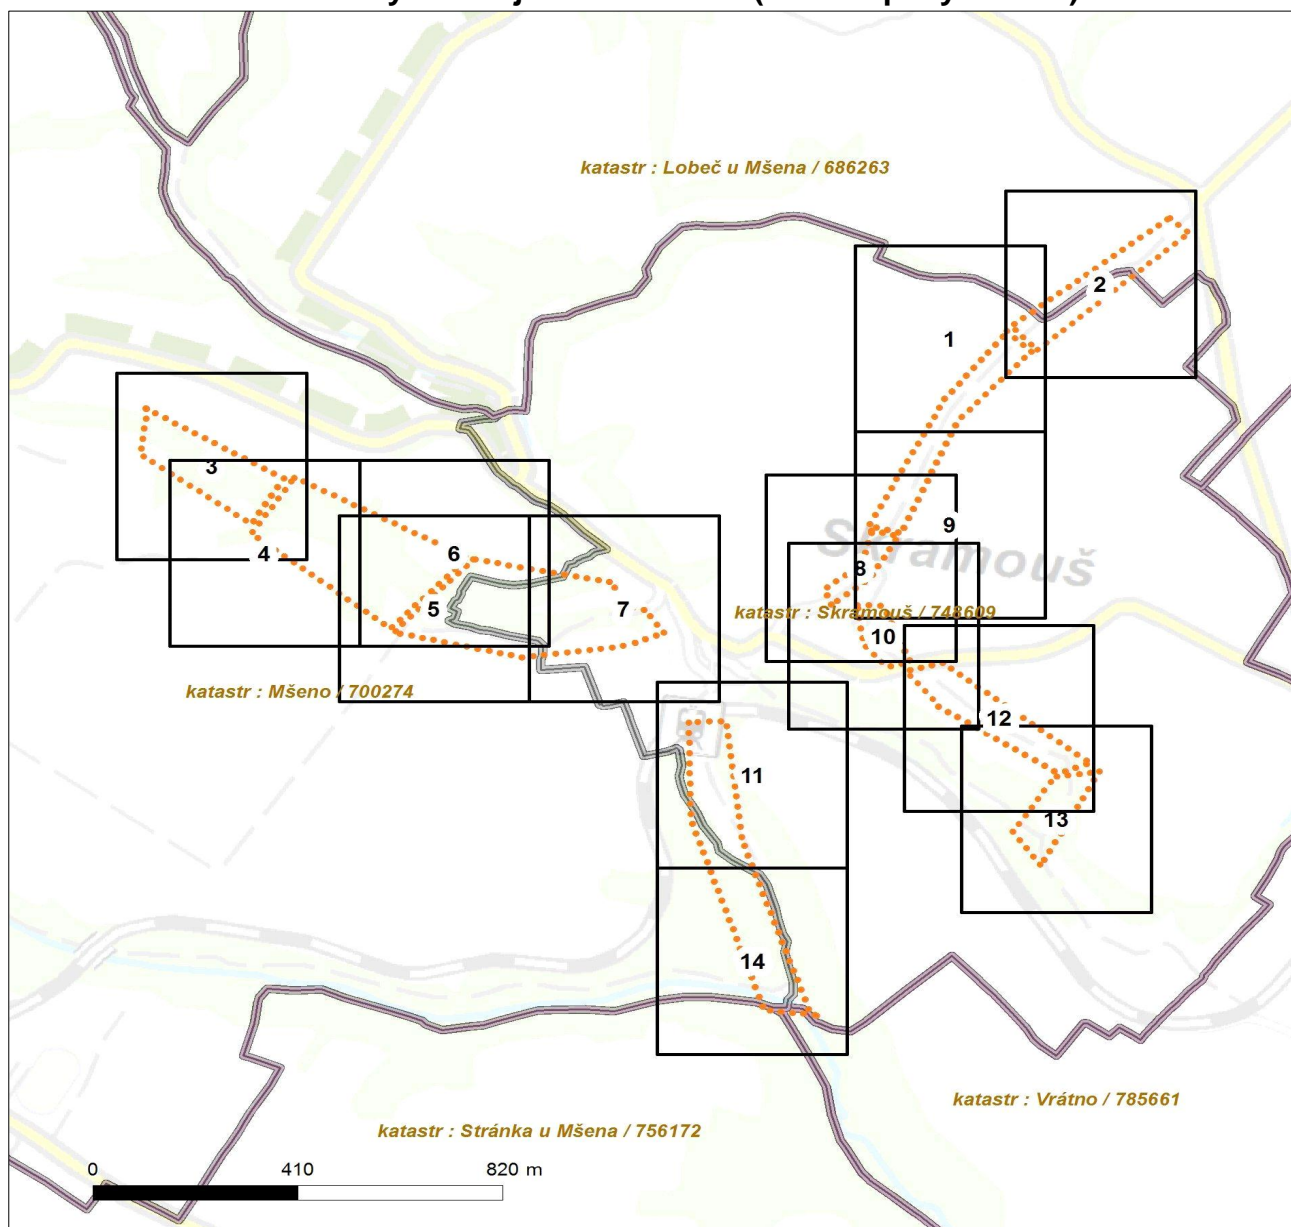 katastr : Lobeč u Mšena / 686263
2
1
3
9
Skramouš
4
6
8
5
7
katastr : Skramouš / 748609
10
katastr : Mšeno / 700274
12
11
13
14
katastr : Vrátno / 785661
katastr : Stránka u Mšena / 756172
0 410 820 m